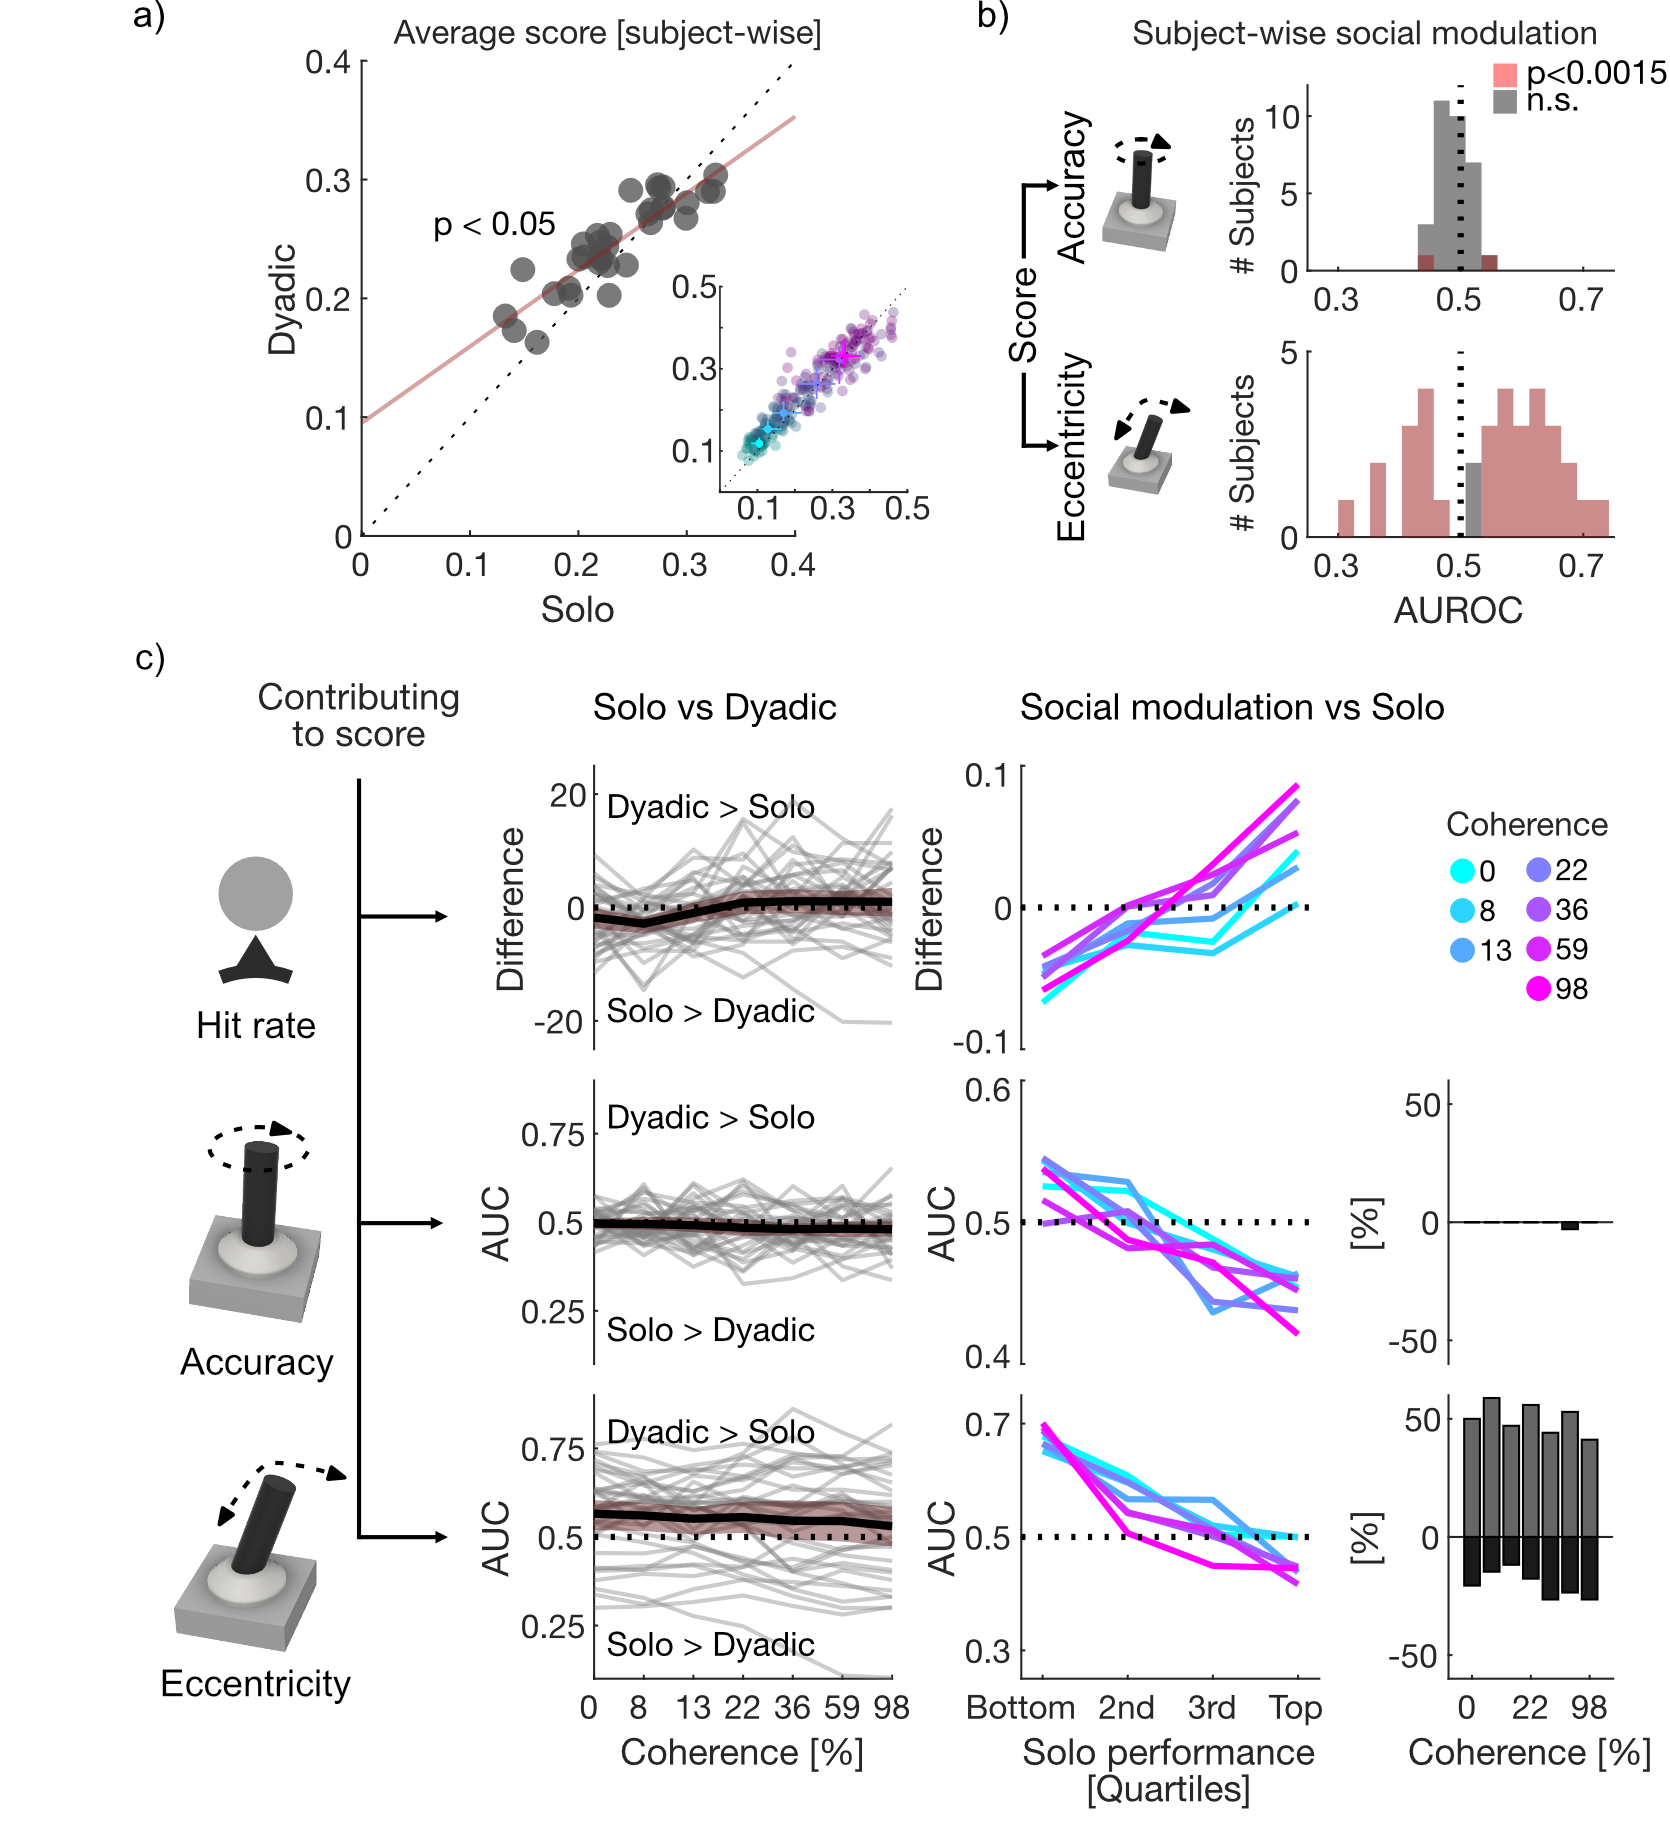 a)
Average score [subject-wise]
0.4
0.3
0.2
0.1
0
Dyadic
p < 0.05
0 0.1 0.2 0.3 0.4
Solo
0.5
0.3
0.1
0.1 0.3 0.5
b)
Subject-wise social modulation
p<0.0015
n.s.
Score
Accuracy
# Subjects
10
5
0
0.3 0.5 0.7
Eccentricity
# Subjects
5
0
0.3 0.5 0.7
AUROC
c)
Contributing
to score
Solo vs Dyadic
Social modulation vs Solo
Hit rate
Difference
20
0
-20
Dyadic > Solo
Solo > Dyadic
Difference
0.1
0
-0.1
Coherence
0 22
8 36
13 59
98
Accuracy
AUC
0.75
0.5
0.25
Dyadic > Solo
Solo > Dyadic
AUC
0.6
0.5
0.4
[%]
50
0
-50
Eccentricity
AUC
0.75
0.5
0.25
Dyadic > Solo
Solo > Dyadic
0 8 13 22 36 59 98
Coherence [%]
AUC
0.7
0.5
0.3
Bottom 2nd 3rd Top
Solo performance
[Quartiles]
[%]
50
0
-50
0 22 98
Coherence [%]